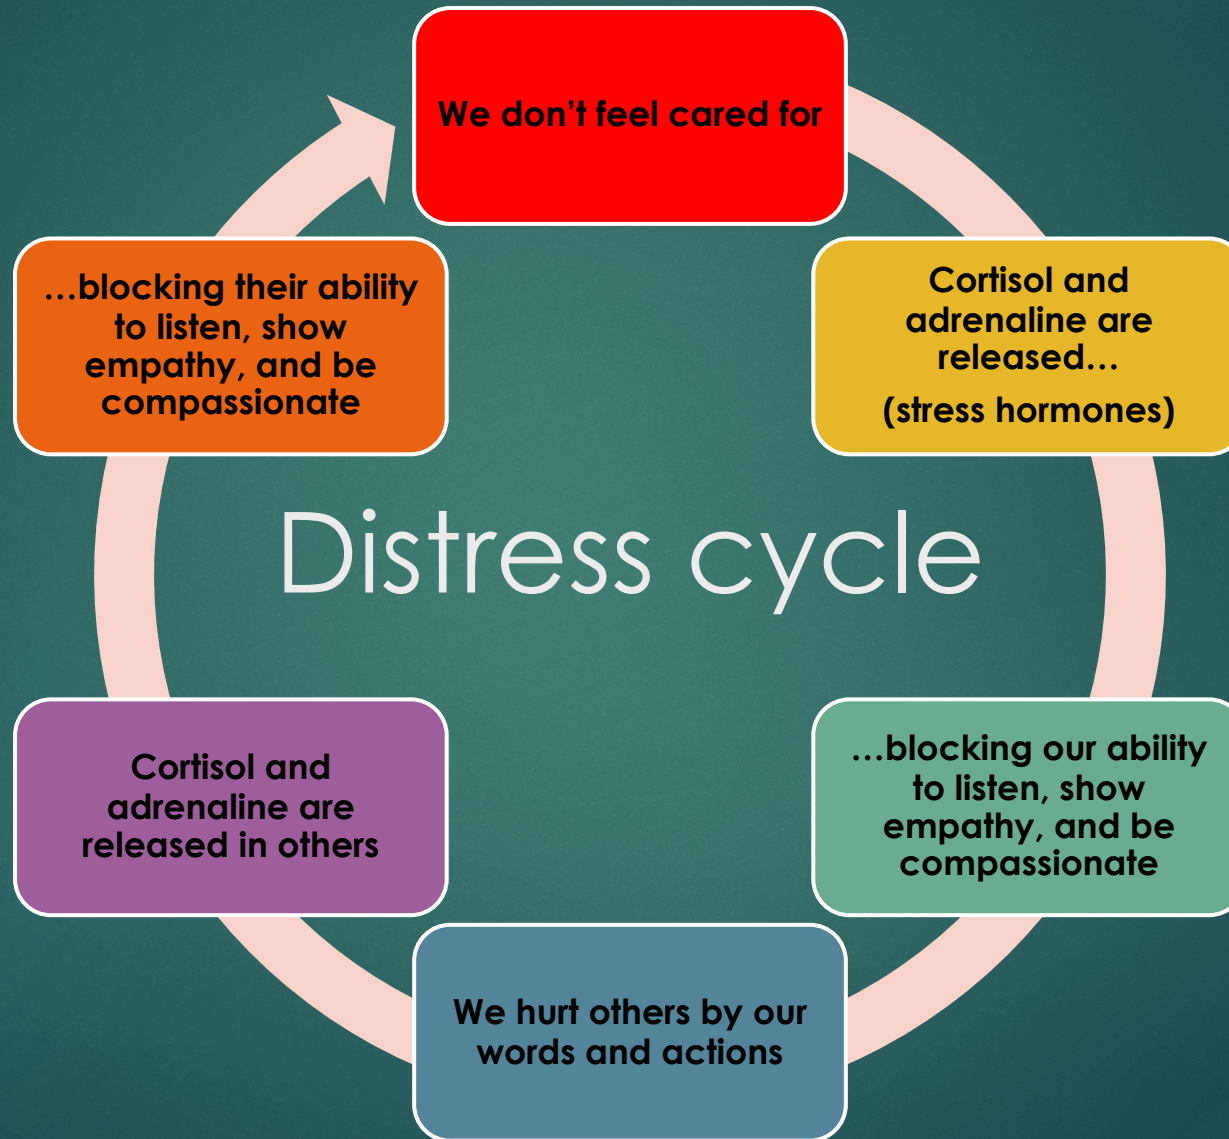 We don’t feel cared for
Cortisol and
adrenaline are
released…
(stress hormones)
…blocking our ability
to listen, show
empathy, and be
compassionate
We hurt others by our
words and actions
Cortisol and
adrenaline are
released in others
…blocking their ability
to listen, show
empathy, and be
compassionate
Distress cycle